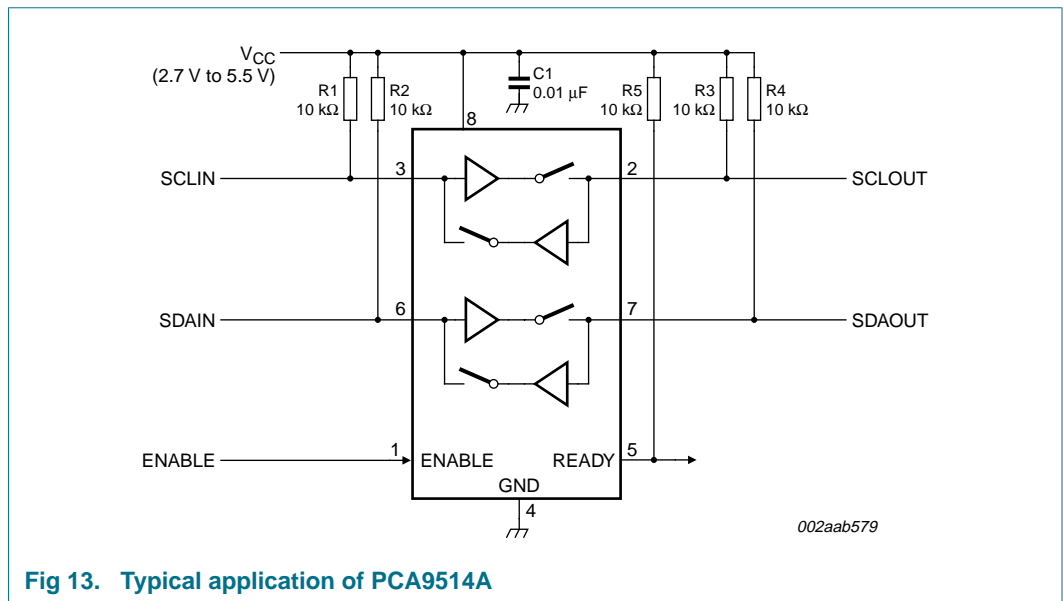 VCC
(2.7 V to 5.5 V)
R1
10 kΩ
R2
10 kΩ
C1
0.01 μF
R5
10 kΩ
R3
10 kΩ
R4
10 kΩ
8
SCLIN
3
2
SCLOUT
SDAIN
6
7
SDAOUT
ENABLE
1
ENABLE
READY
5
GND
4
002aab579
Fig 13. Typical application of PCA9514A